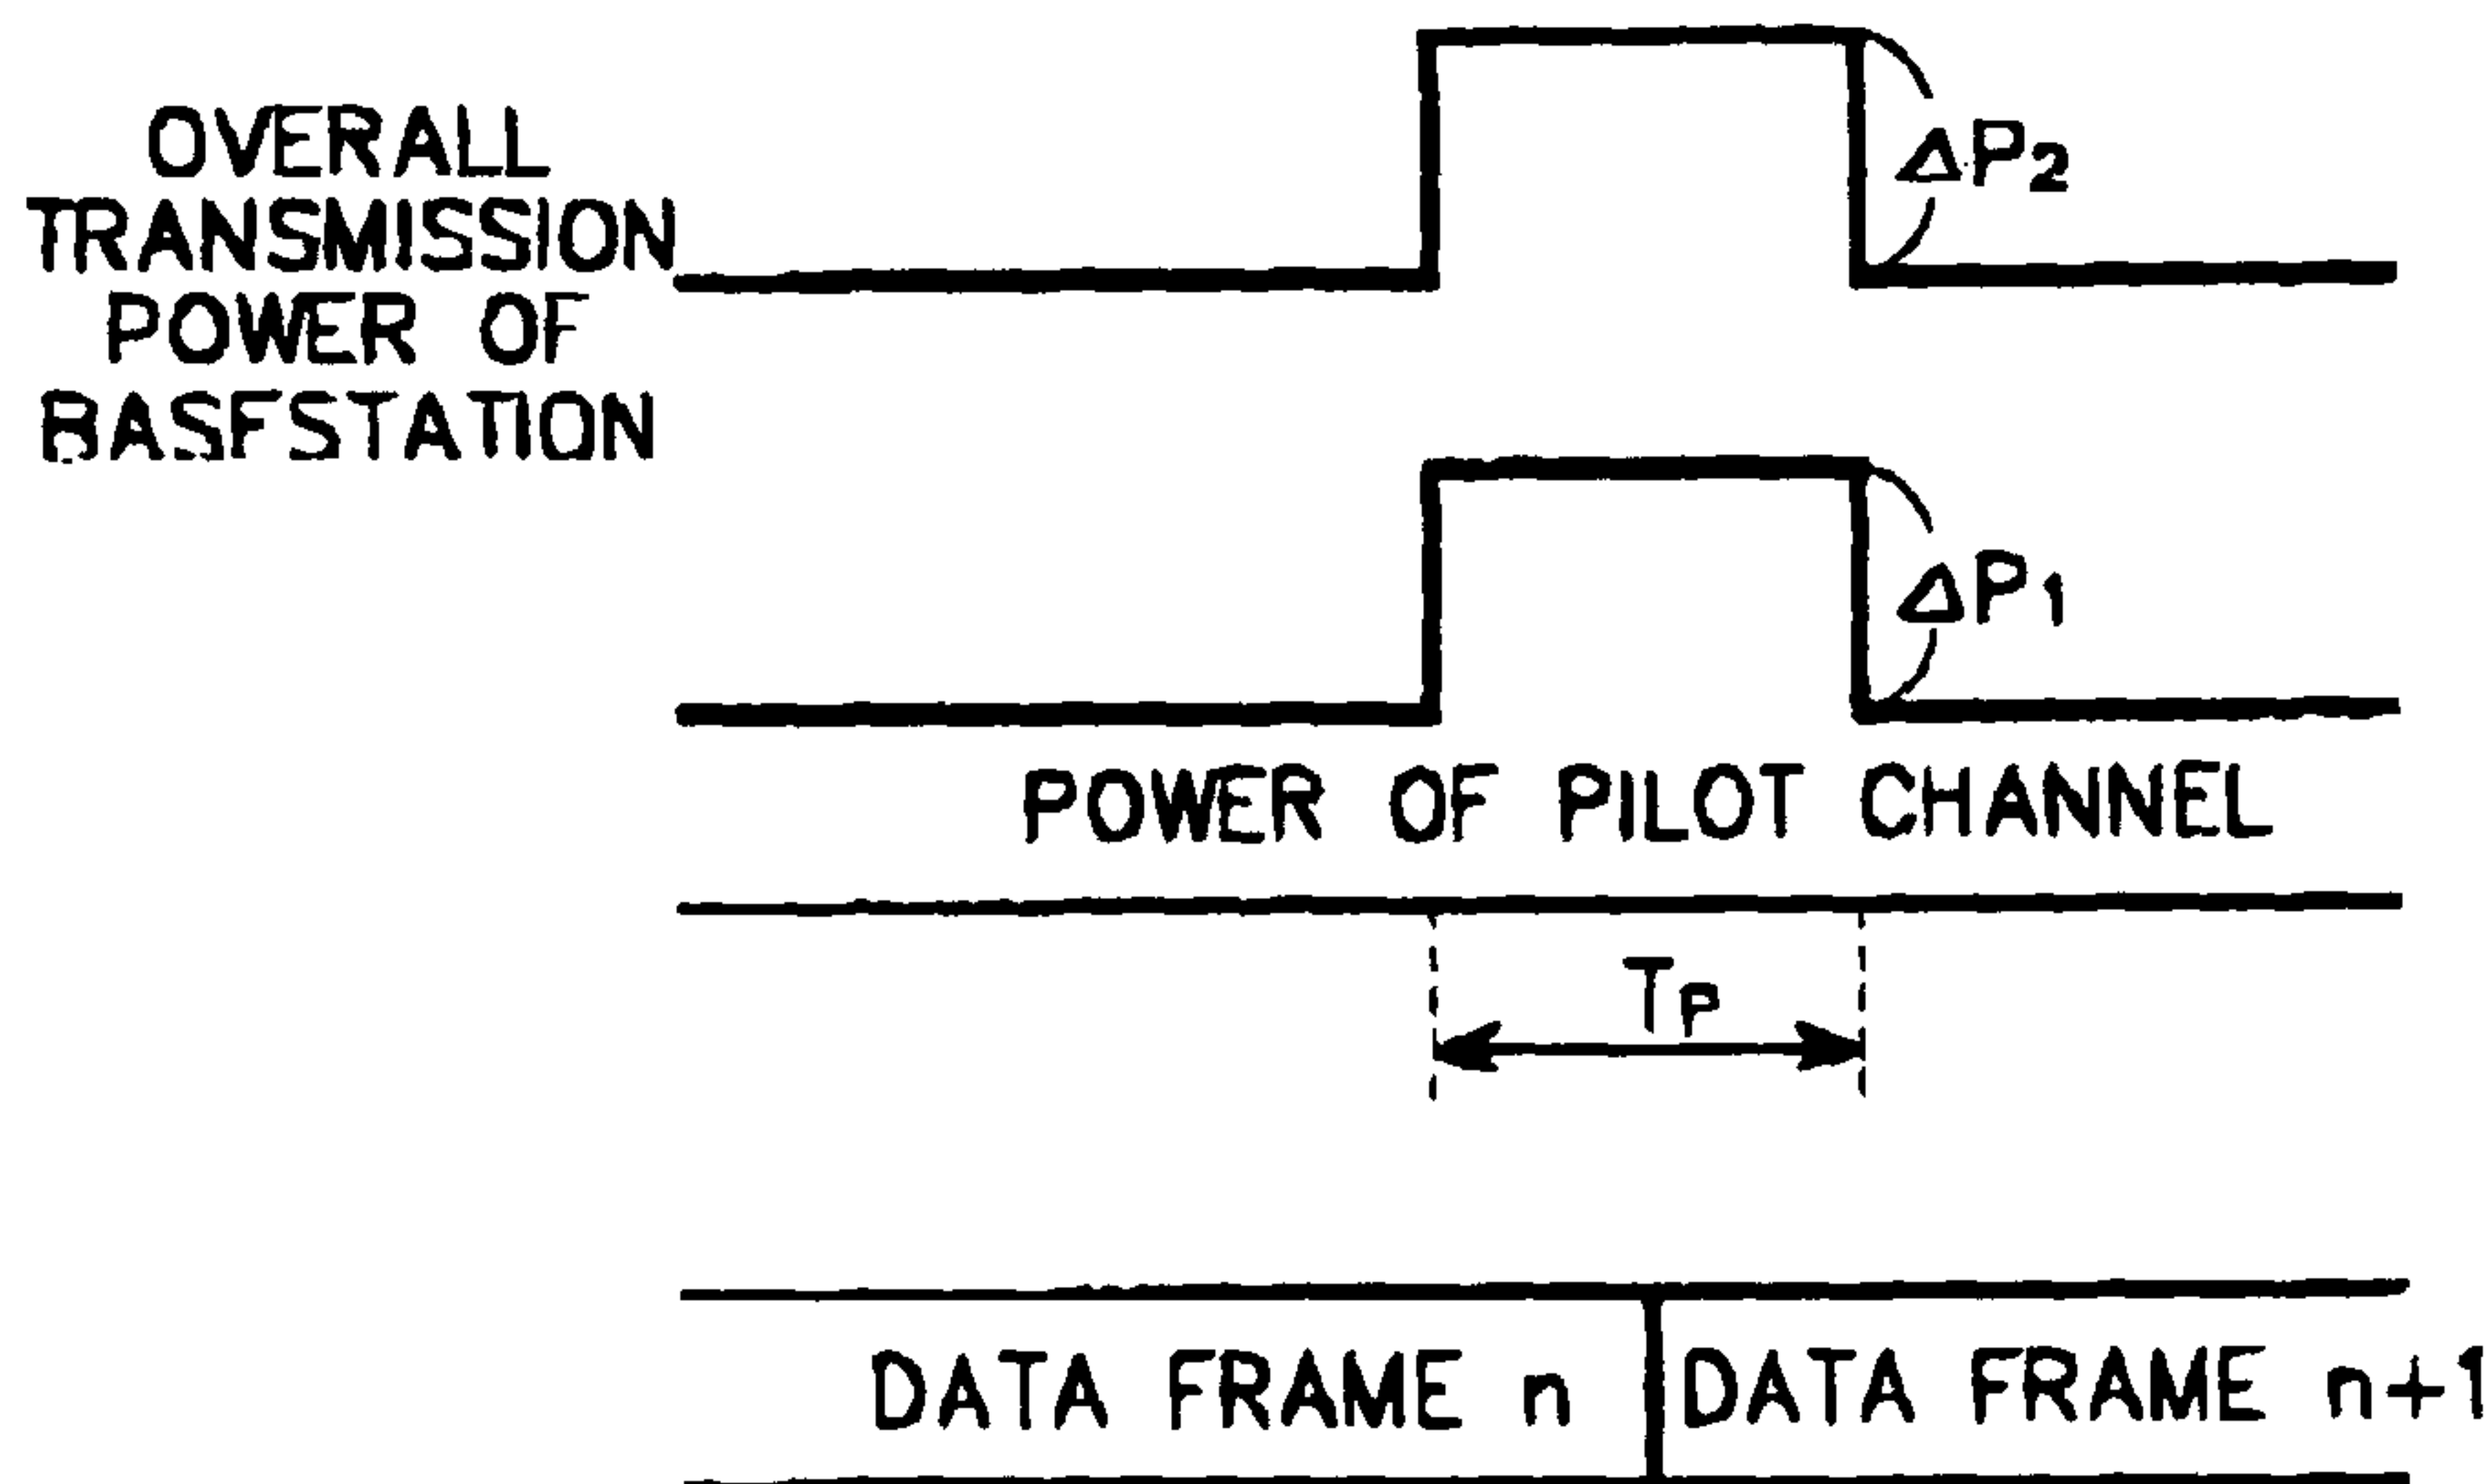 OVERALL
TRANSMISSION
POWER OF
BASFSTATION
ΔP2
ΔP1
POWER OF PILOT CHANNEL
TP
DATA FRAME n
DATA FRAME n+1